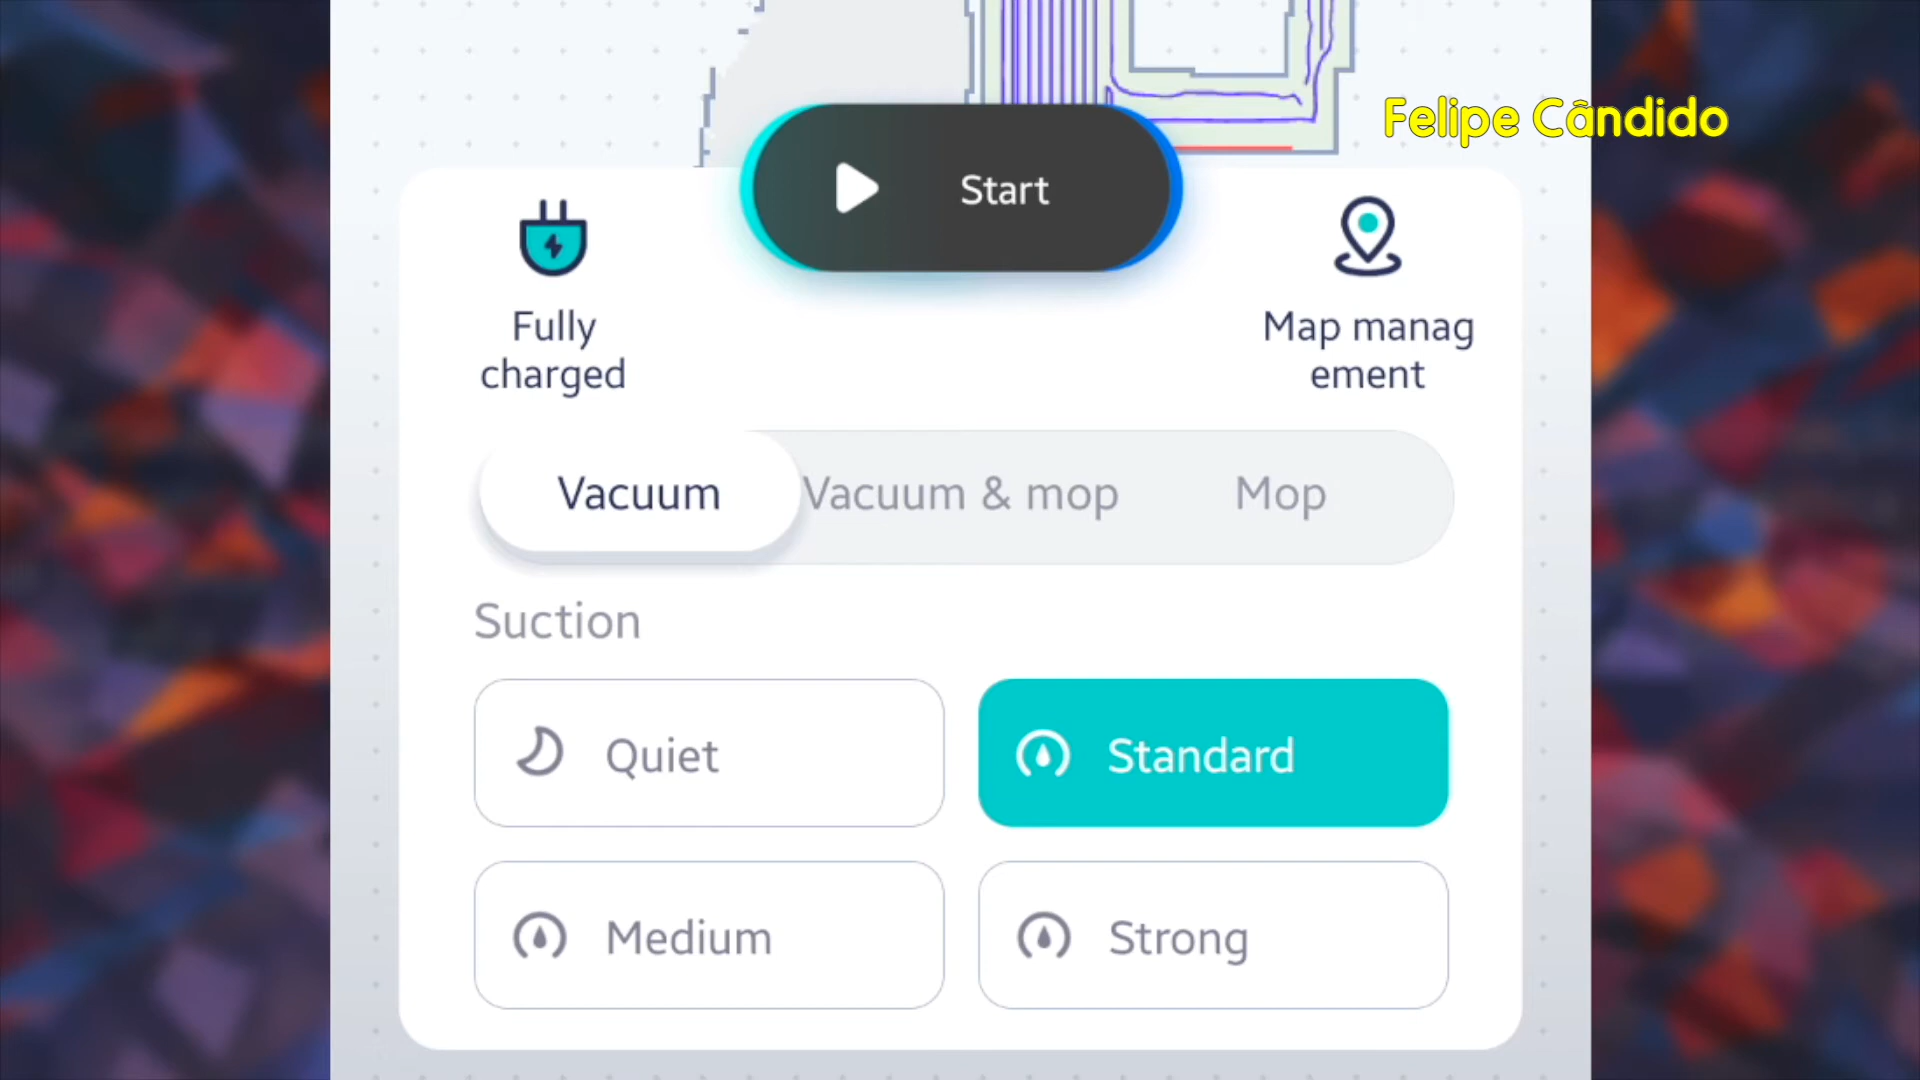 Felipe Cândido
Start
Fully
charged
Map manag
ement
Vacuum
Vacuum & mop
Mop
Suction
Quiet
Standard
Medium
Strong